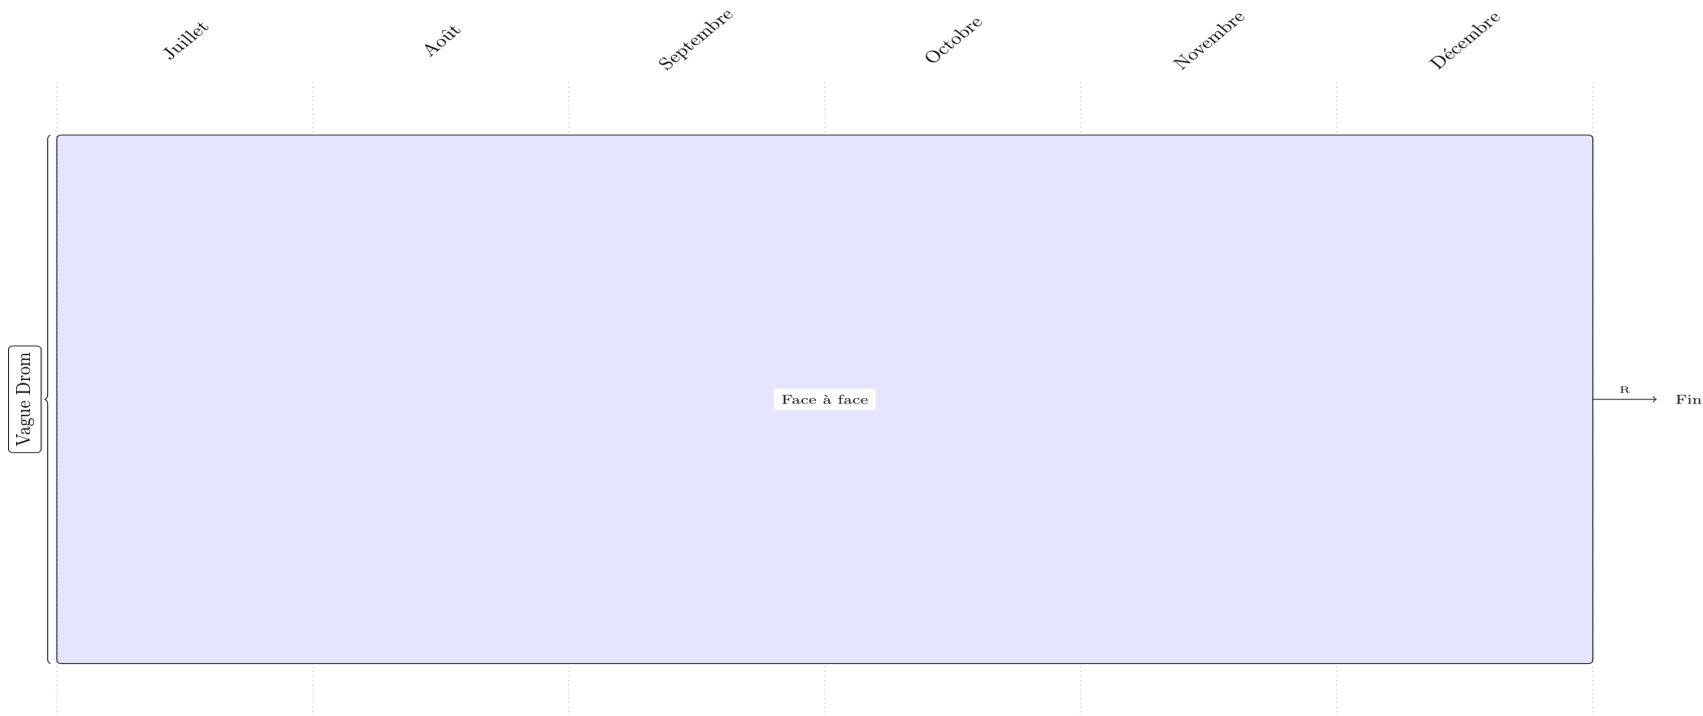 Juillet
Août
Septembre
Octobre
Novembre
Décembre
Vague Drom
Face à face
R
Fin